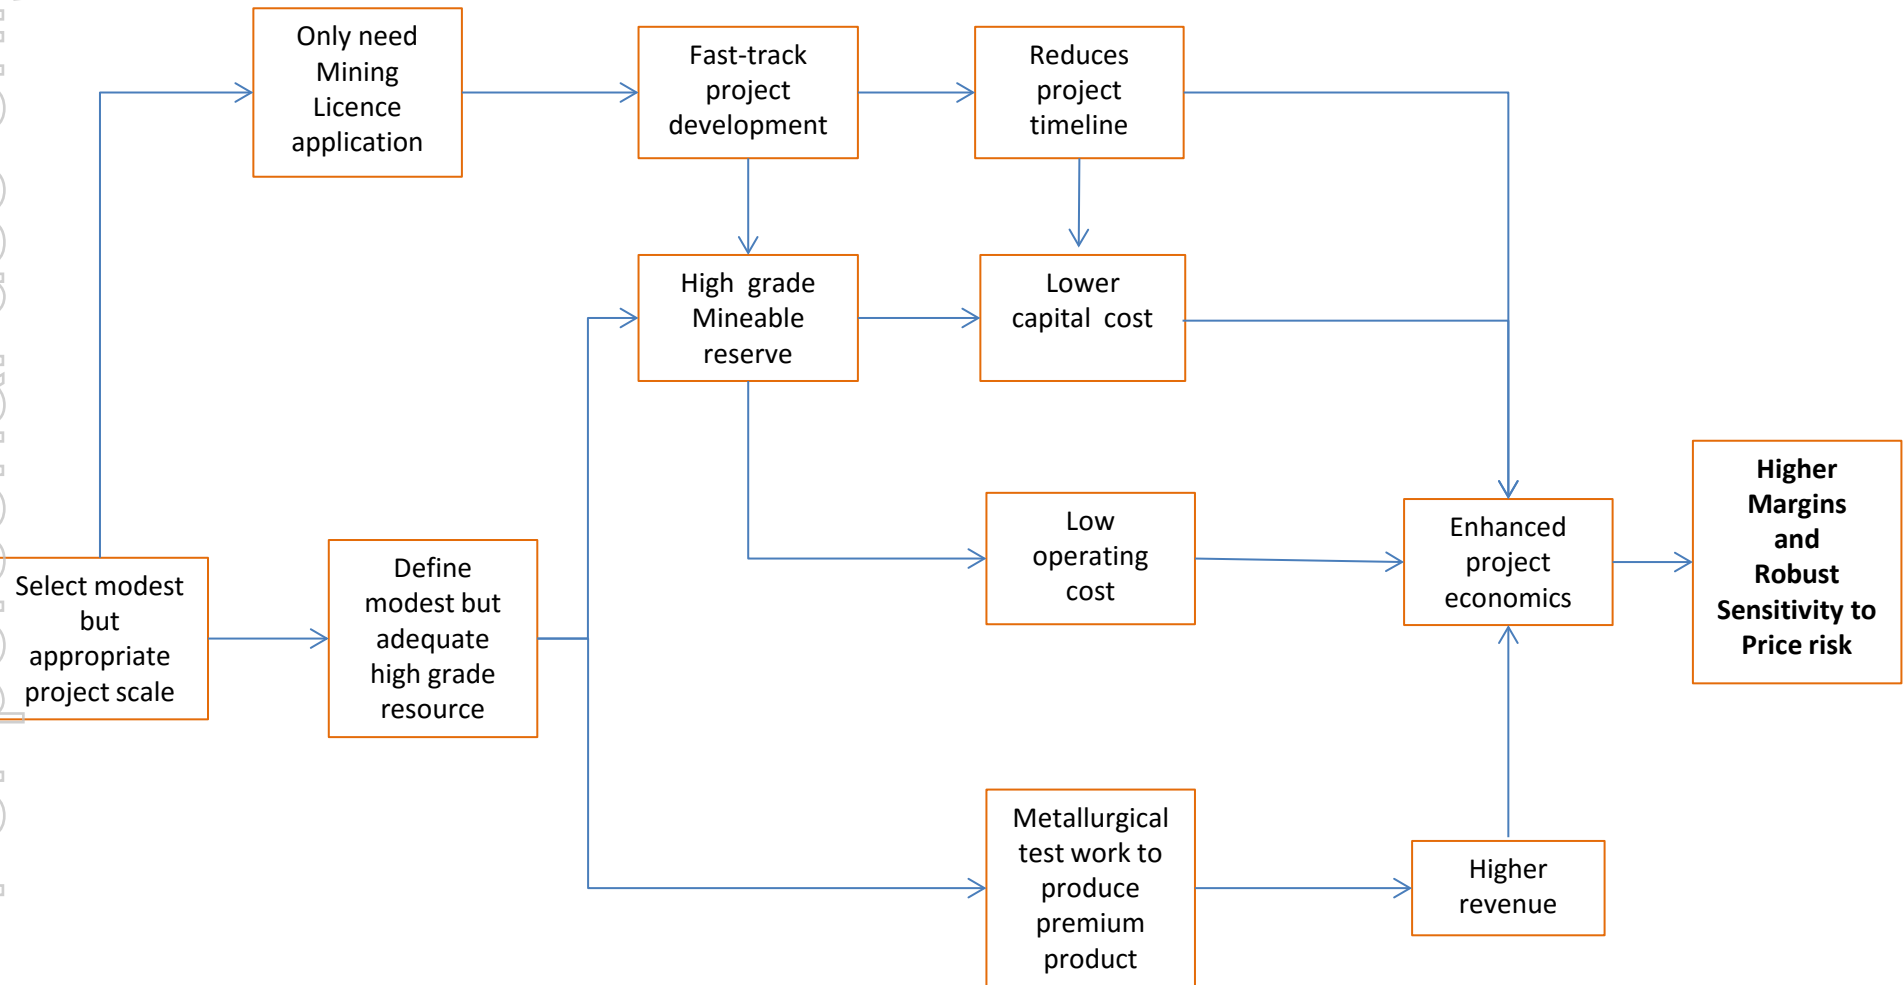 Only need
Mining
Licence
application
Fast-track
project
development
Reduces
project
timeline
High grade
Mineable
reserve
Lower
capital cost
Low
operating
cost
Enhanced
project
economics
Higher
Margins
and
Robust
Sensitivity to
Price risk
Select modest
but
appropriate
project scale
Define
modest but
adequate
high grade
resource
Metallurgical
test work to
produce
premium
product
Higher
revenue